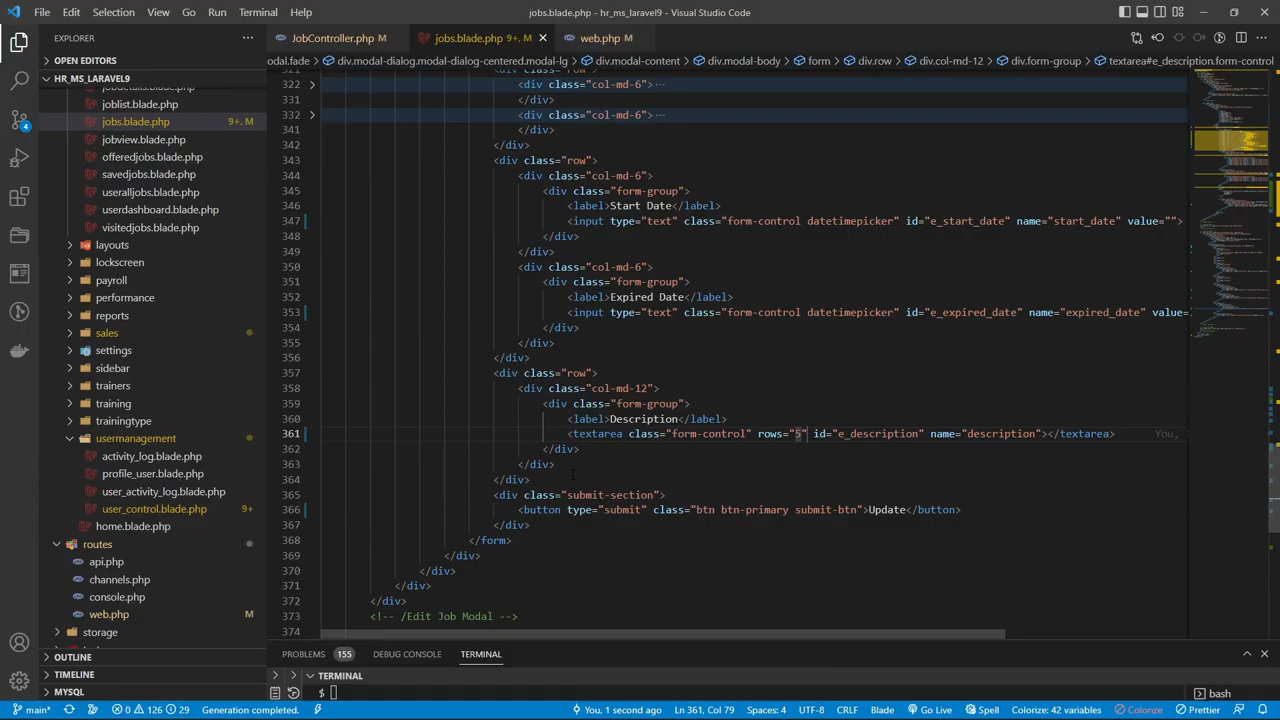 File Edit Selection View Go Run Terminal Help
jobs.blade.php - hr_ms_laravel9 - Visual Studio Code
EXPLORER
OPEN EDITORS
HR_MS_LARAVEL9
jobdetails.blade.php
joblist.blade.php
jobs.blade.php 9+, M
jobview.blade.php
offeredjobs.blade.php
savedjobs.blade.php
useralljobs.blade.php
userdashboard.blade.php
visitedjobs.blade.php
layouts
lockscreen
payroll
performance
reports
sales
settings
sidebar
trainers
training
trainingtype
usermanagement
activity_log.blade.php
profile_user.blade.php
user_activity_log.blade.php
user_control.blade.php 9+
home.blade.php
routes
api.php
channels.php
console.php
web.php M
storage
OUTLINE
TIMELINE
MYSQL
JobController.php M jobs.blade.php 9+, M web.php M
modal.fade > div.modal-dialog.modal-dialog-centered.modal-lg > div.modal-content > div.modal-body > form > div.row > div.col-md-12 > div.form-group > textarea#e_description.form-control
321 <div class="row">
322 <div class="col-md-6">…
331 </div>
332 <div class="col-md-6">…
341 </div>
342 </div>
343 <div class="row">
344 <div class="col-md-6">
345 <div class="form-group">
346 <label>Start Date</label>
347 <input type="text" class="form-control datetimepicker" id="e_start_date" name="start_date" value="">
348 </div>
349 </div>
350 <div class="col-md-6">
351 <div class="form-group">
352 <label>Expired Date</label>
353 <input type="text" class="form-control datetimepicker" id="e_expired_date" name="expired_date" value=
354 </div>
355 </div>
356 </div>
357 <div class="row">
358 <div class="col-md-12">
359 <div class="form-group">
360 <label>Description</label>
361 <textarea class="form-control" rows="5" id="e_description" name="description"></textarea> You,
362 </div>
363 </div>
364 </div>
365 <div class="submit-section">
366 <button type="submit" class="btn btn-primary submit-btn">Update</button>
367 </div>
368 </form>
369 </div>
370 </div>
371 </div>
372 </div>
373 <!-- /Edit Job Modal -->
374
PROBLEMS 155 DEBUG CONSOLE TERMINAL
TERMINAL
$
bash
4
main* 0 126 29 Generation completed. You, 1 second ago Ln 361, Col 79 Spaces: 4 UTF-8 CRLF Blade Go Live Spell Colorize: 42 variables Colorize Prettier